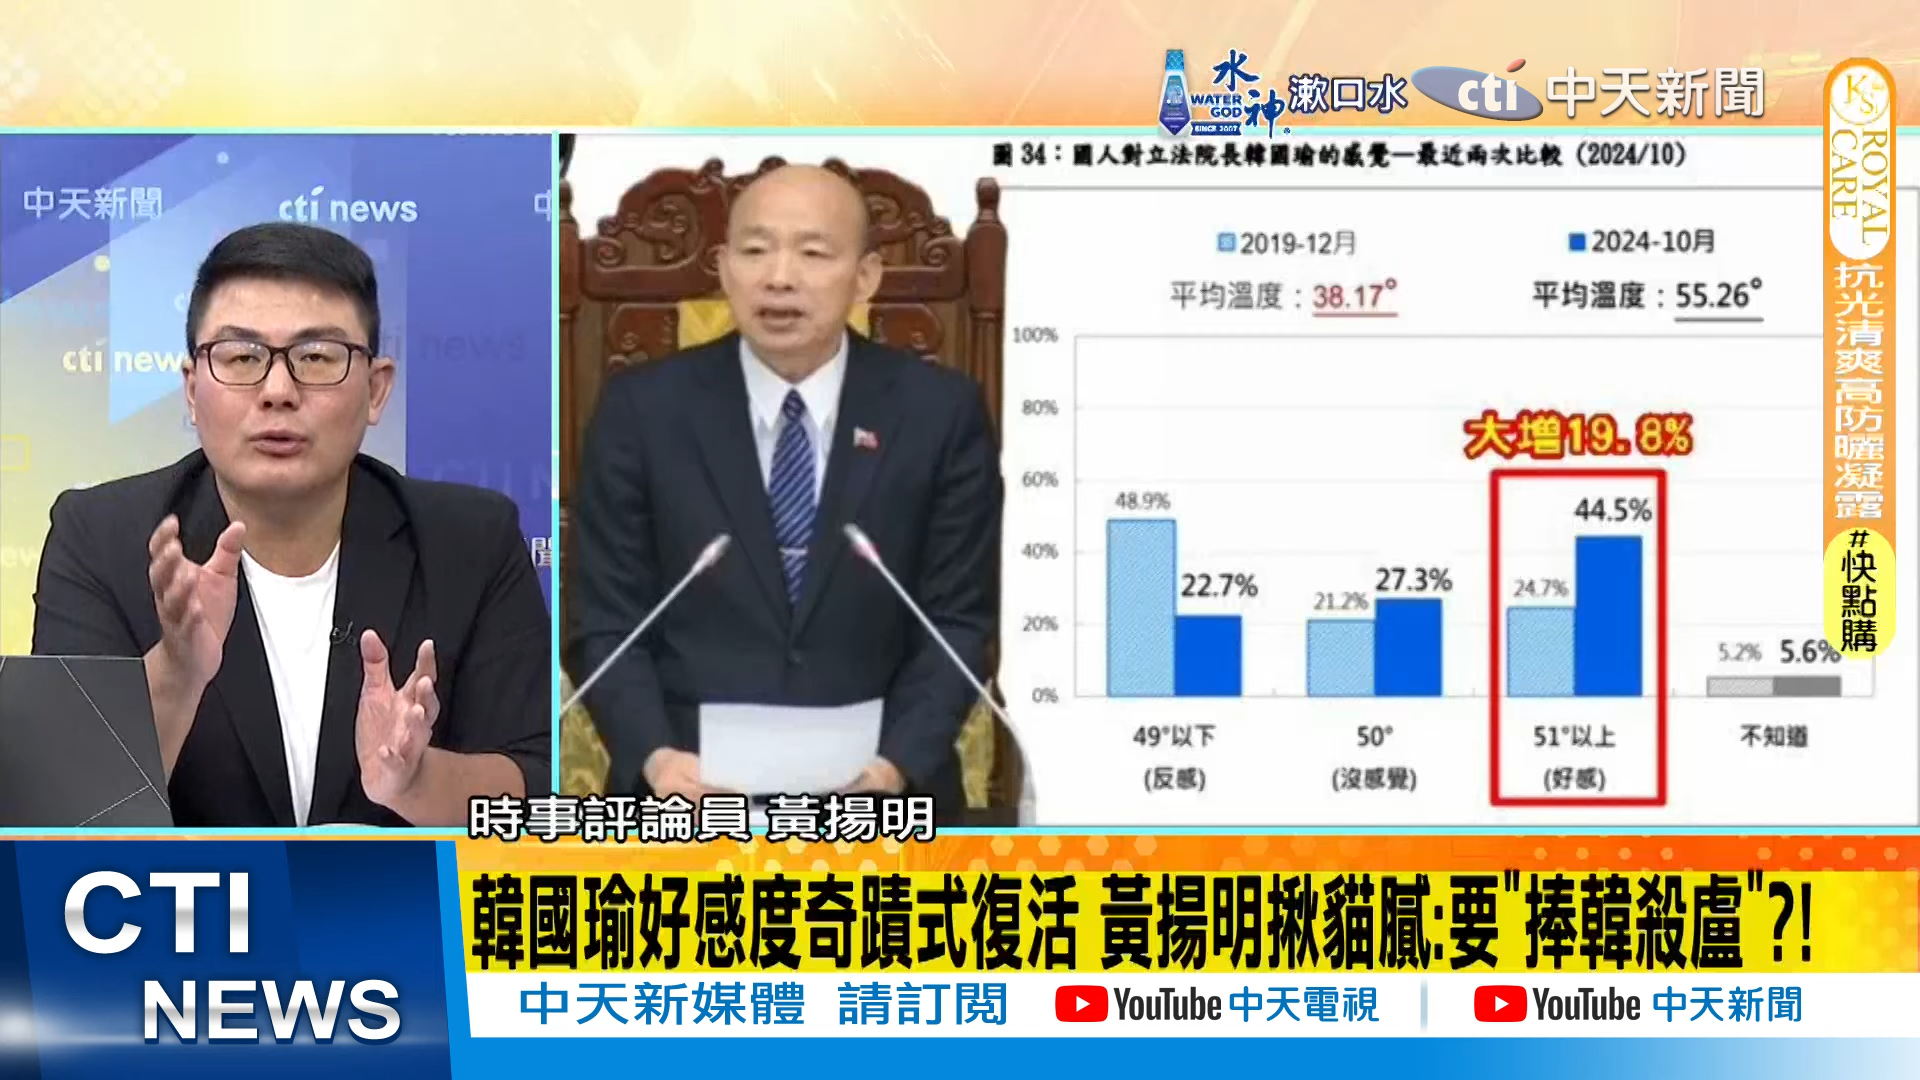 水神
WATER GOD
SINCE 2007
漱口水
cti 中天新聞
KS
ROYAL CARE
抗光清爽高防曬凝露
#快點購
中天新聞
cti news
中
cti news
圖 34：國人對立法院長韓國瑜的感覺—最近兩次比較（2024/10）
2019-12月
2024-10月
平均溫度：38.17°
平均溫度：55.26°
100%
80%
60%
40%
20%
0%
大增19.8%
48.9%
22.7%
21.2%
27.3%
24.7%
44.5%
5.2%
5.6%
49°以下
(反感)
50°
(沒感覺)
51°以上
(好感)
不知道
時事評論員 黃揚明
CTI NEWS
韓國瑜好感度奇蹟式復活 黃揚明揪貓膩:要"捧韓殺盧"?!
中天新媒體 請訂閱 YouTube 中天電視 YouTube 中天新聞